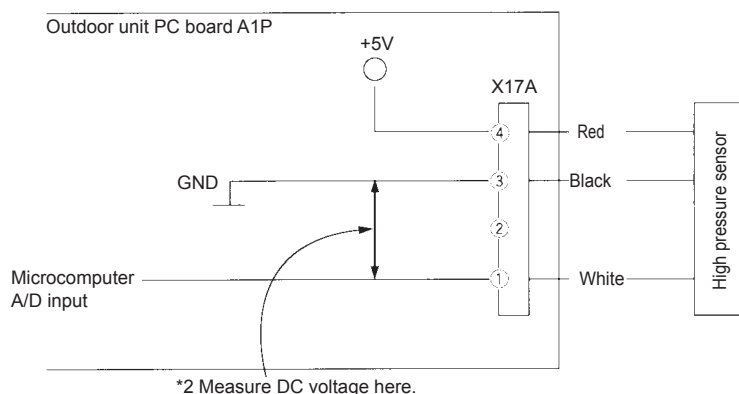 Outdoor unit PC board A1P
+5V
X17A
4
Red
GND
3
Black
2
Microcomputer
A/D input
1
White
High pressure sensor
*2 Measure DC voltage here.